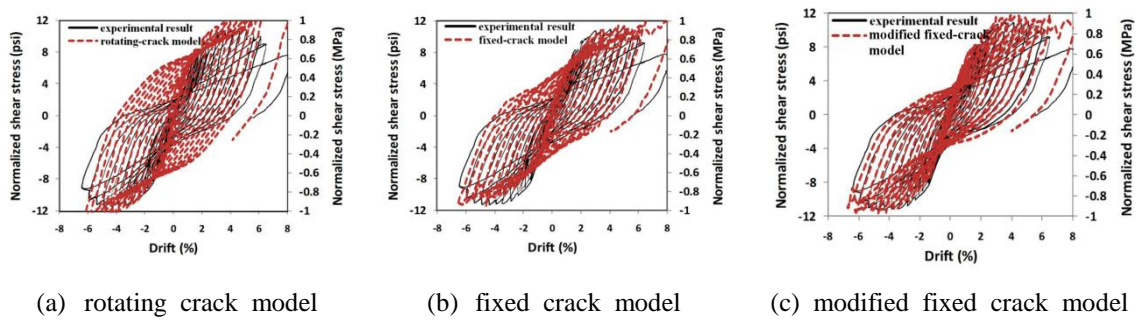 12
8
4
0
-4
-8
-12
Normalized shear stress (psi)
experimental result
rotating-crack model
1
0.8
0.6
0.4
0.2
0
-0.2
-0.4
-0.6
-0.8
-1
Normalized shear stress (MPa)
-8 -6 -4 -2 0 2 4 6 8
Drift (%)
(a) rotating crack model
12
8
4
0
-4
-8
-12
Normalized shear stress (psi)
experimental result
fixed-crack model
1
0.8
0.6
0.4
0.2
0
-0.2
-0.4
-0.6
-0.8
-1
Normalized shear stress (MPa)
-8 -6 -4 -2 0 2 4 6 8
Drift (%)
(b) fixed crack model
12
8
4
0
-4
-8
-12
Normalized shear stress (psi)
experimental result
modified fixed-crack
model
1
0.8
0.6
0.4
0.2
0
-0.2
-0.4
-0.6
-0.8
-1
Normalized shear stress (MPa)
-8 -6 -4 -2 0 2 4 6 8
Drift (%)
(c) modified fixed crack model